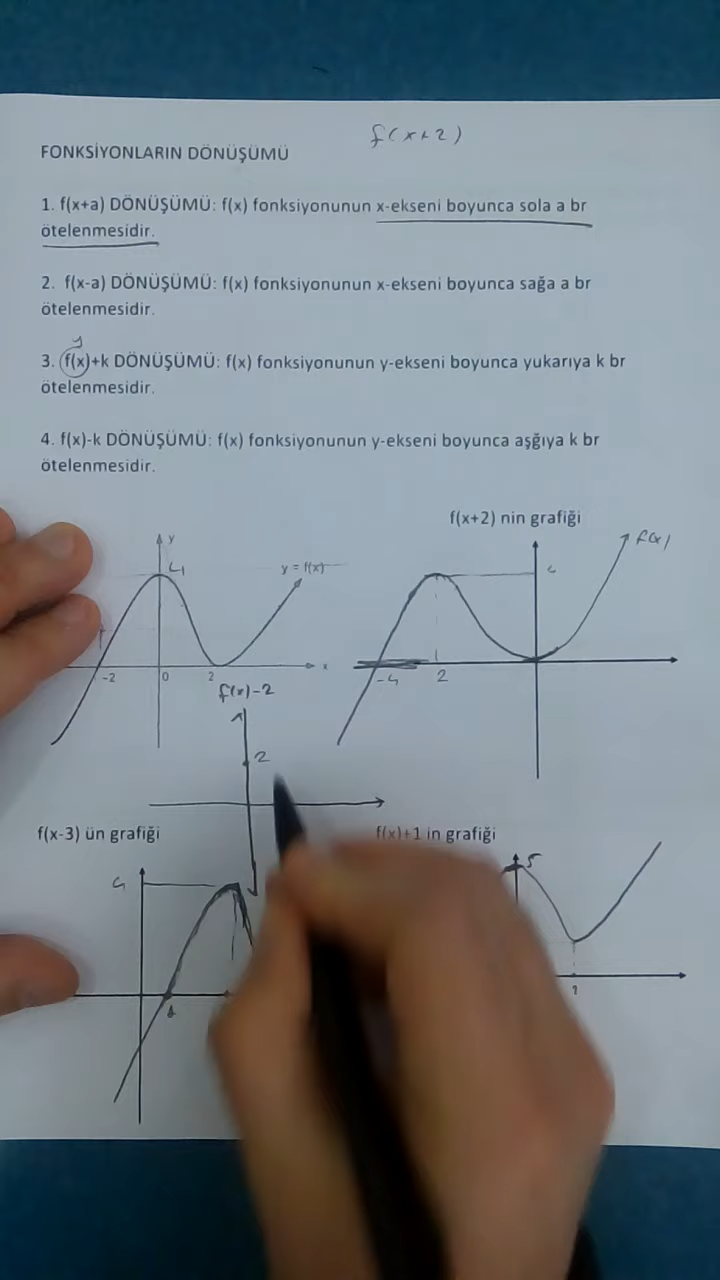 f(x+2)
FONKSİYONLARIN DÖNÜŞÜMÜ
1. f(x+a) DÖNÜŞÜMÜ: f(x) fonksiyonunun x-ekseni boyunca sola a br
ötelenmesidir.
2. f(x-a) DÖNÜŞÜMÜ: f(x) fonksiyonunun x-ekseni boyunca sağa a br
ötelenmesidir.
y
3. f(x)+k DÖNÜŞÜMÜ: f(x) fonksiyonunun y-ekseni boyunca yukarıya k br
ötelenmesidir.
4. f(x)-k DÖNÜŞÜMÜ: f(x) fonksiyonunun y-ekseni boyunca aşğıya k br
ötelenmesidir.
y
4
y = f(x)
x
-2 0 2
f(x+2) nin grafiği
f(x)
-4 2
f(x)-2
2
f(x-3) ün grafiği
4
1
f(x)+1 in grafiği
5